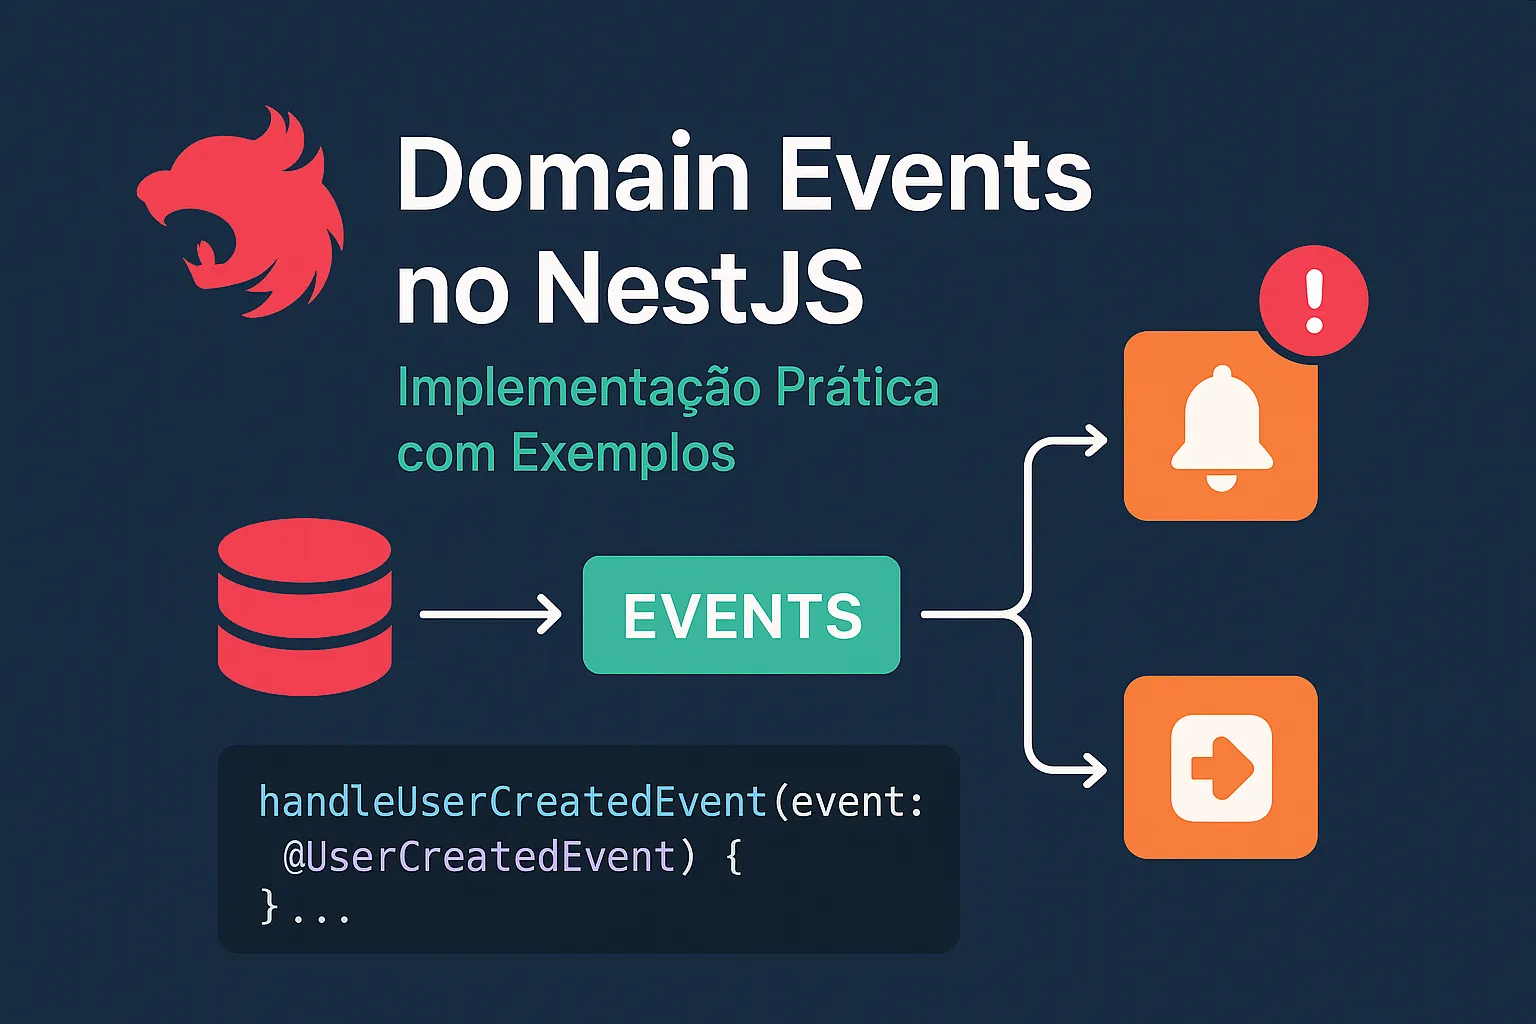 Domain Events
no NestJS
Implementação Prática
com Exemplos
!
EVENTS
handleUserCreatedEvent(event:
@UserCreatedEvent) {
}...